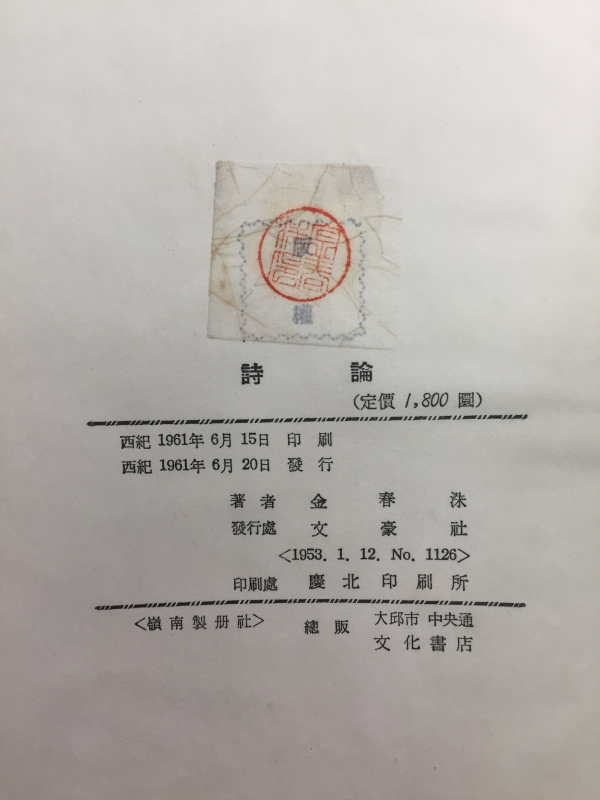 版
權
詩 論
(定價 1,800 圜)
西紀 1961年 6月 15日 印 刷
西紀 1961年 6月 20日 發 行
著 者 金 春 洙
發行處 文 豪 社
<1953. 1. 12. No. 1126>
印刷處 慶 北 印 刷 所
<嶺 南 製 册 社> 總 販 大邱市 中央通
文 化 書 店